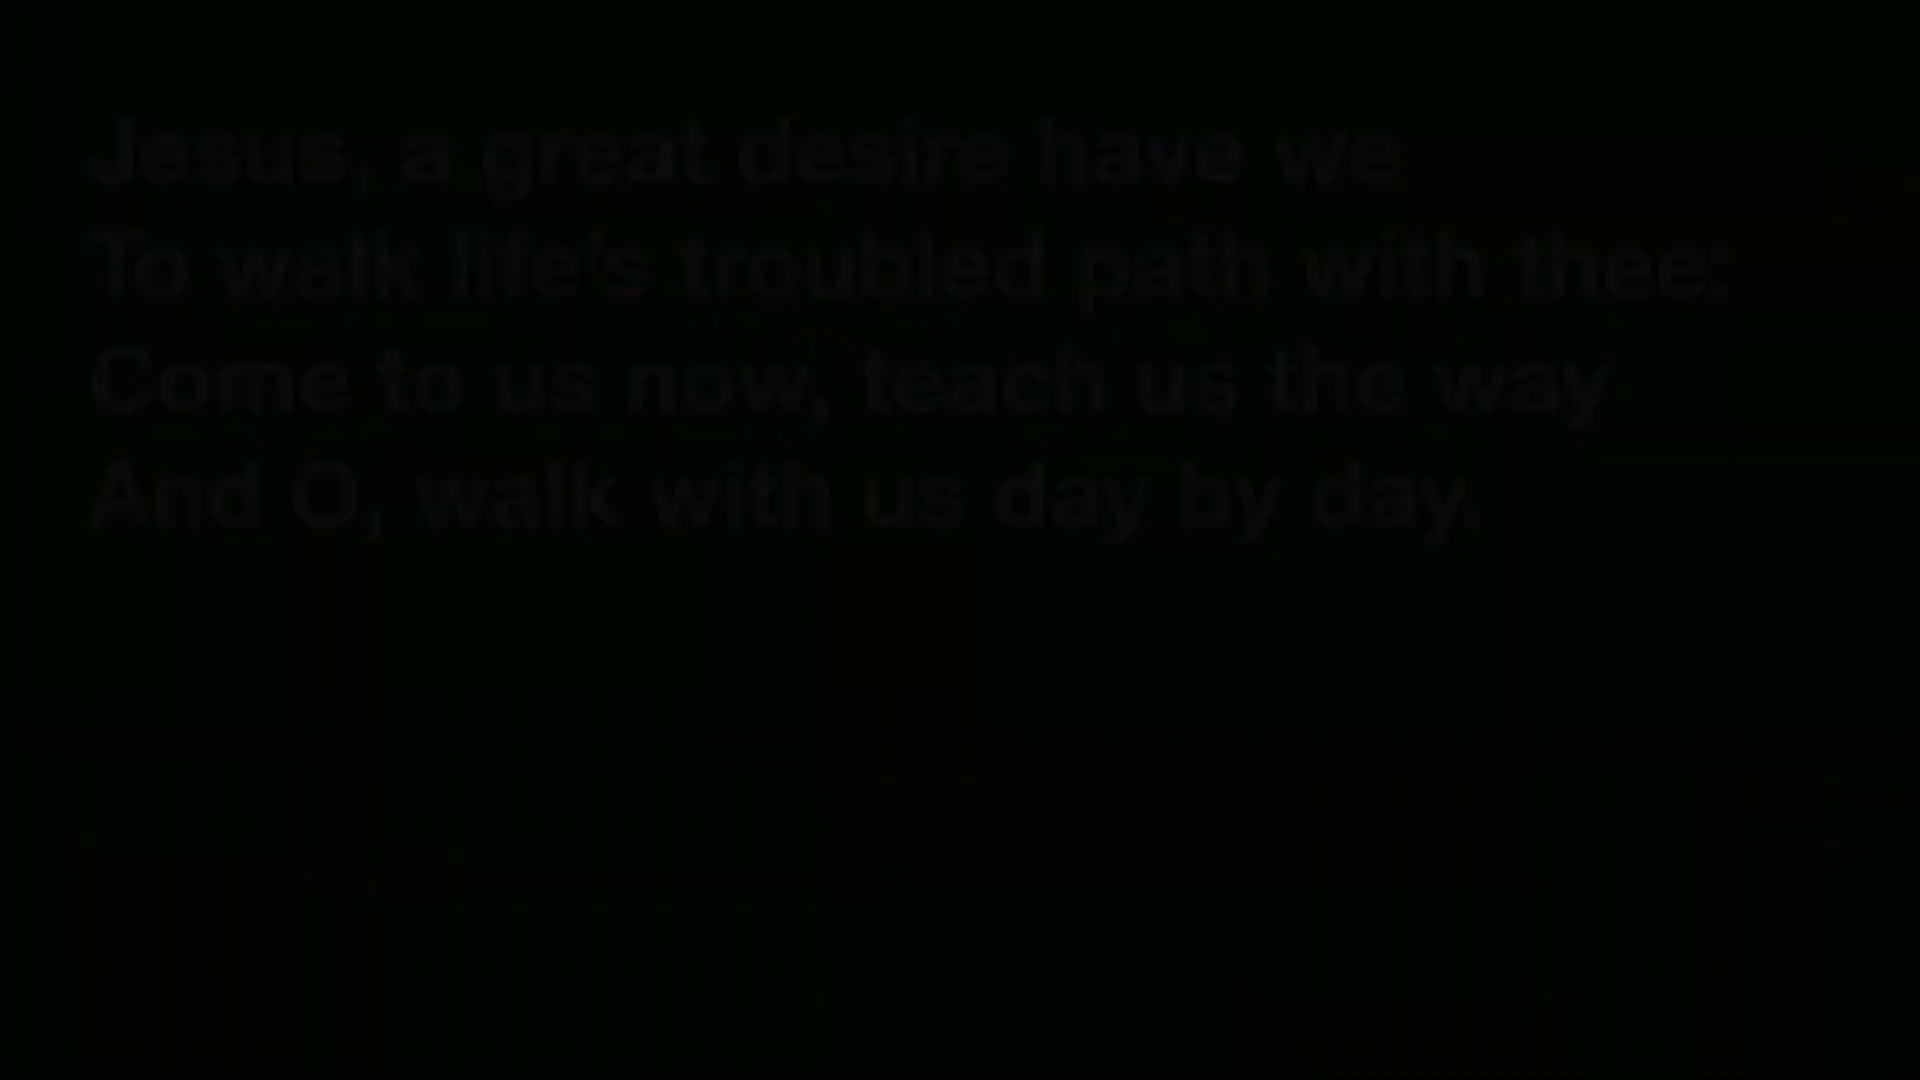 Jesus, a great desire have we
To walk life's troubled path with thee:
Come to us now, teach us the way
And O, walk with us day by day.